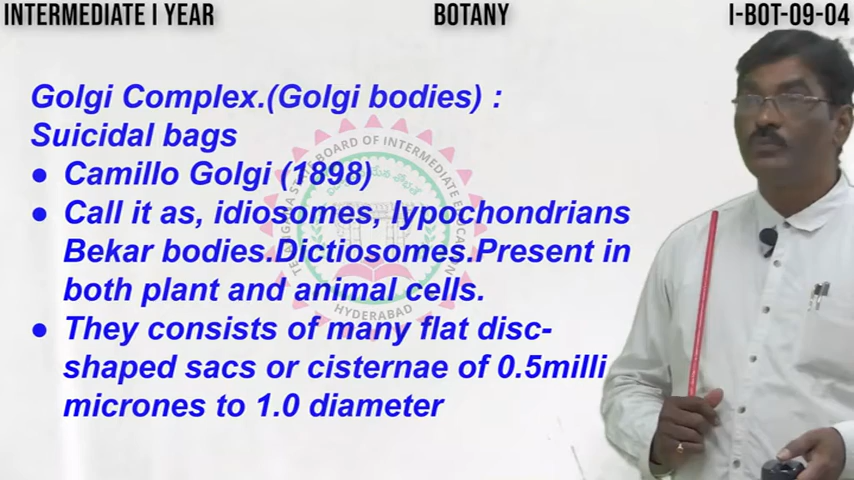 INTERMEDIATE I YEAR
BOTANY
I-BOT-09-04
Golgi Complex.(Golgi bodies) :
Suicidal bags
● Camillo Golgi (1898)
● Call it as, idiosomes, lypochondrians
Bekar bodies.Dictiosomes.Present in
both plant and animal cells.
● They consists of many flat disc-
shaped sacs or cisternae of 0.5milli
micrones to 1.0 diameter
HYDERABAD